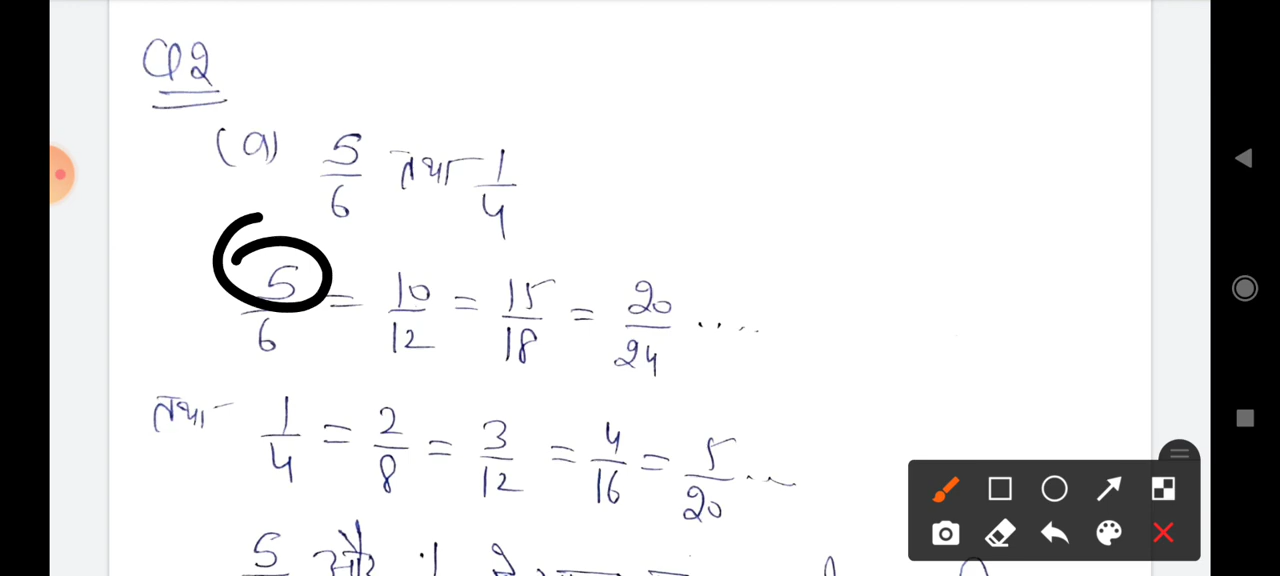 Q2
(a) 5/6 तथा 1/4
5/6 = 10/12 = 15/18 = 20/24 ....
तथा 1/4 = 2/8 = 3/12 = 4/16 = 5/20 ...
5 और 1